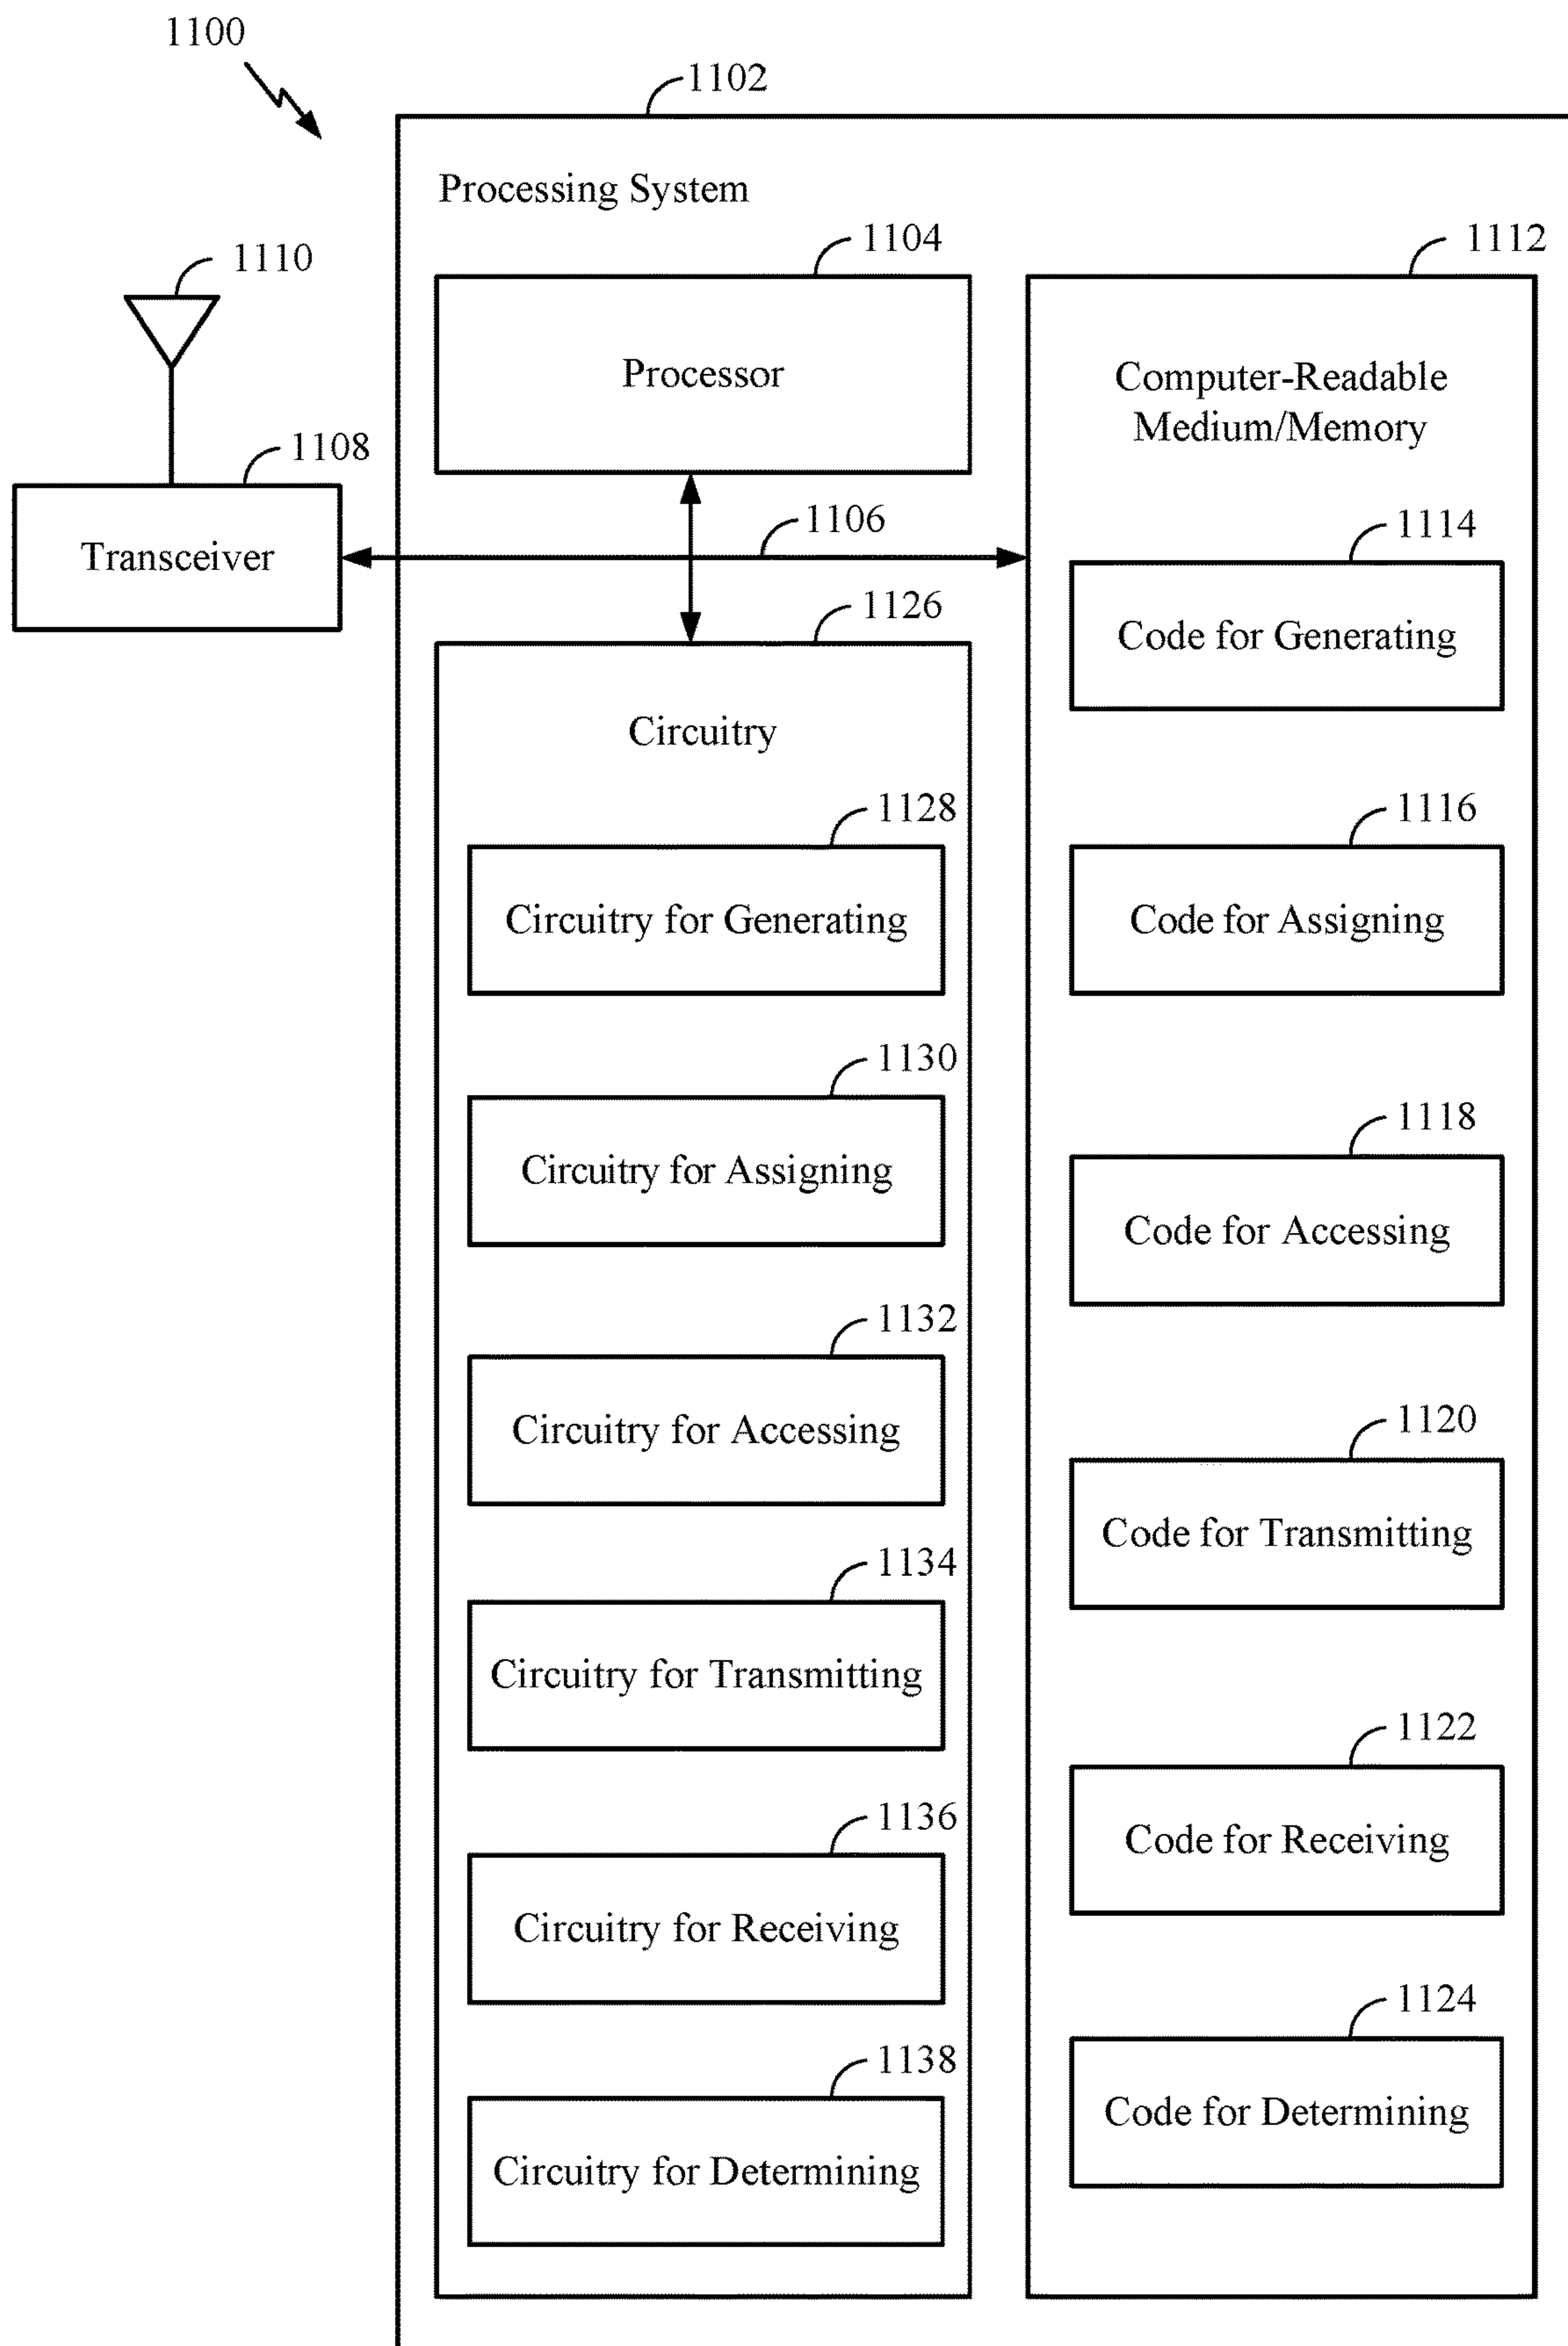 1100
1102
Processing System
1104
1112
1110
Processor
Computer-Readable
Medium/Memory
1108
Transceiver
1106
1114
Code for Generating
1126
Circuitry
1128
Circuitry for Generating
1116
Code for Assigning
1130
Circuitry for Assigning
1118
Code for Accessing
1132
Circuitry for Accessing
1120
Code for Transmitting
1134
Circuitry for Transmitting
1122
Code for Receiving
1136
Circuitry for Receiving
1124
Code for Determining
1138
Circuitry for Determining